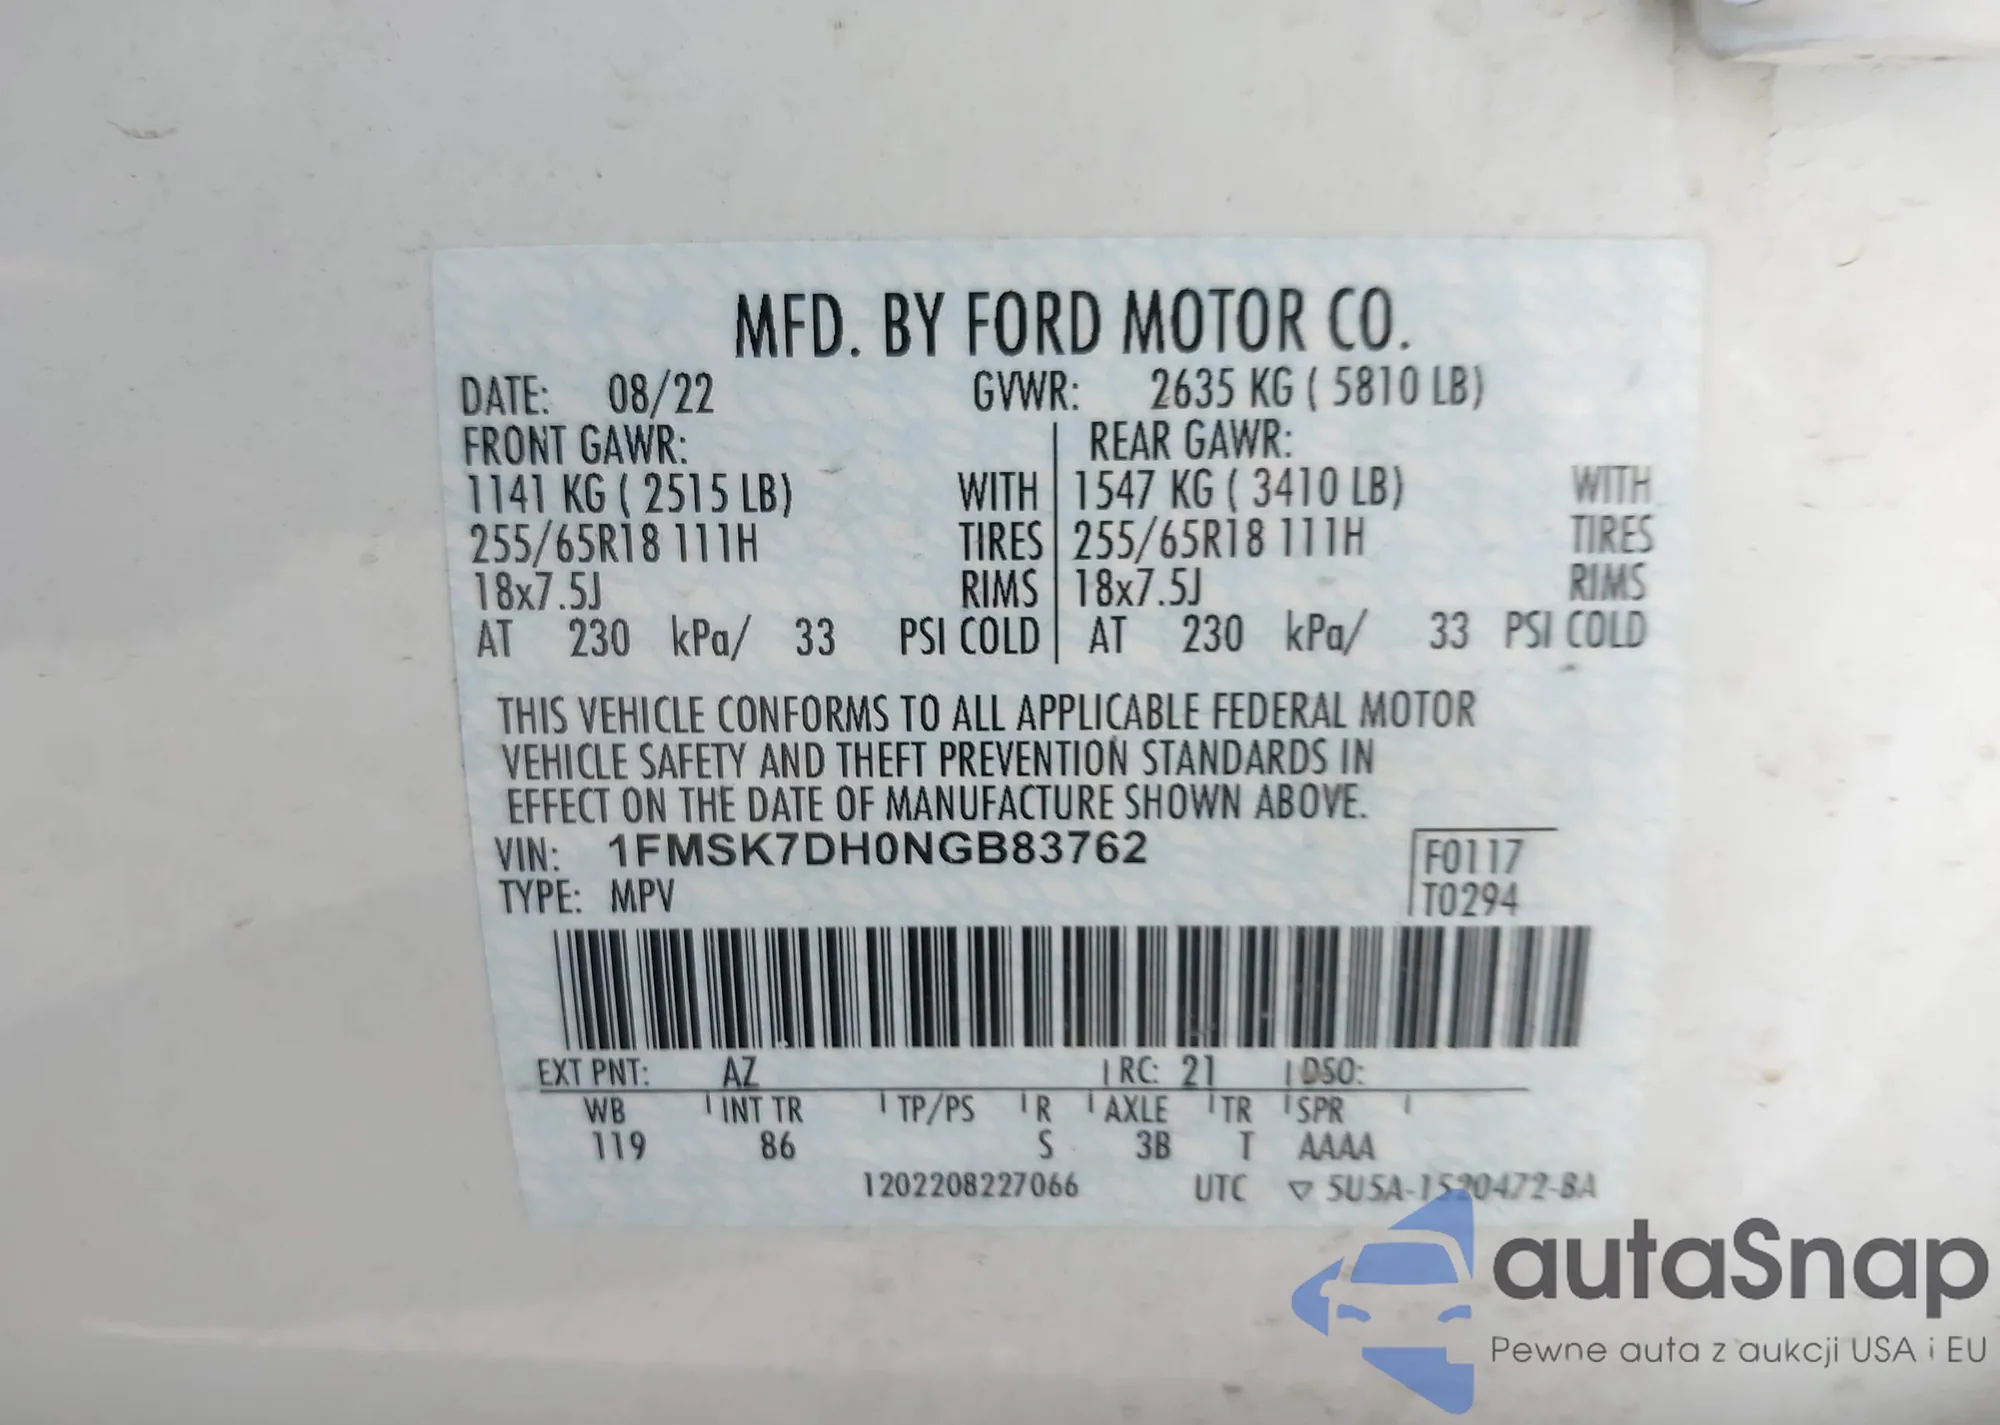 MFD. BY FORD MOTOR CO.
DATE: 08/22 GVWR: 2635 KG ( 5810 LB)
FRONT GAWR: REAR GAWR:
1141 KG ( 2515 LB) WITH 1547 KG ( 3410 LB) WITH
255/65R18 111H TIRES 255/65R18 111H TIRES
18x7.5J RIMS 18x7.5J RIMS
AT 230 kPa/ 33 PSI COLD AT 230 kPa/ 33 PSI COLD
THIS VEHICLE CONFORMS TO ALL APPLICABLE FEDERAL MOTOR
VEHICLE SAFETY AND THEFT PREVENTION STANDARDS IN
EFFECT ON THE DATE OF MANUFACTURE SHOWN ABOVE.
VIN: 1FMSK7DH0NGB83762 F0117
TYPE: MPV T0294
EXT PNT: AZ RC: 21 DSO:
WB INT TR TP/PS R AXLE TR SPR
119 86 S 3B T AAAA
1202208227066 UTC ▽ 5U5A-1520472-BA
autaSnap
Pewne auta z aukcji USA i EU